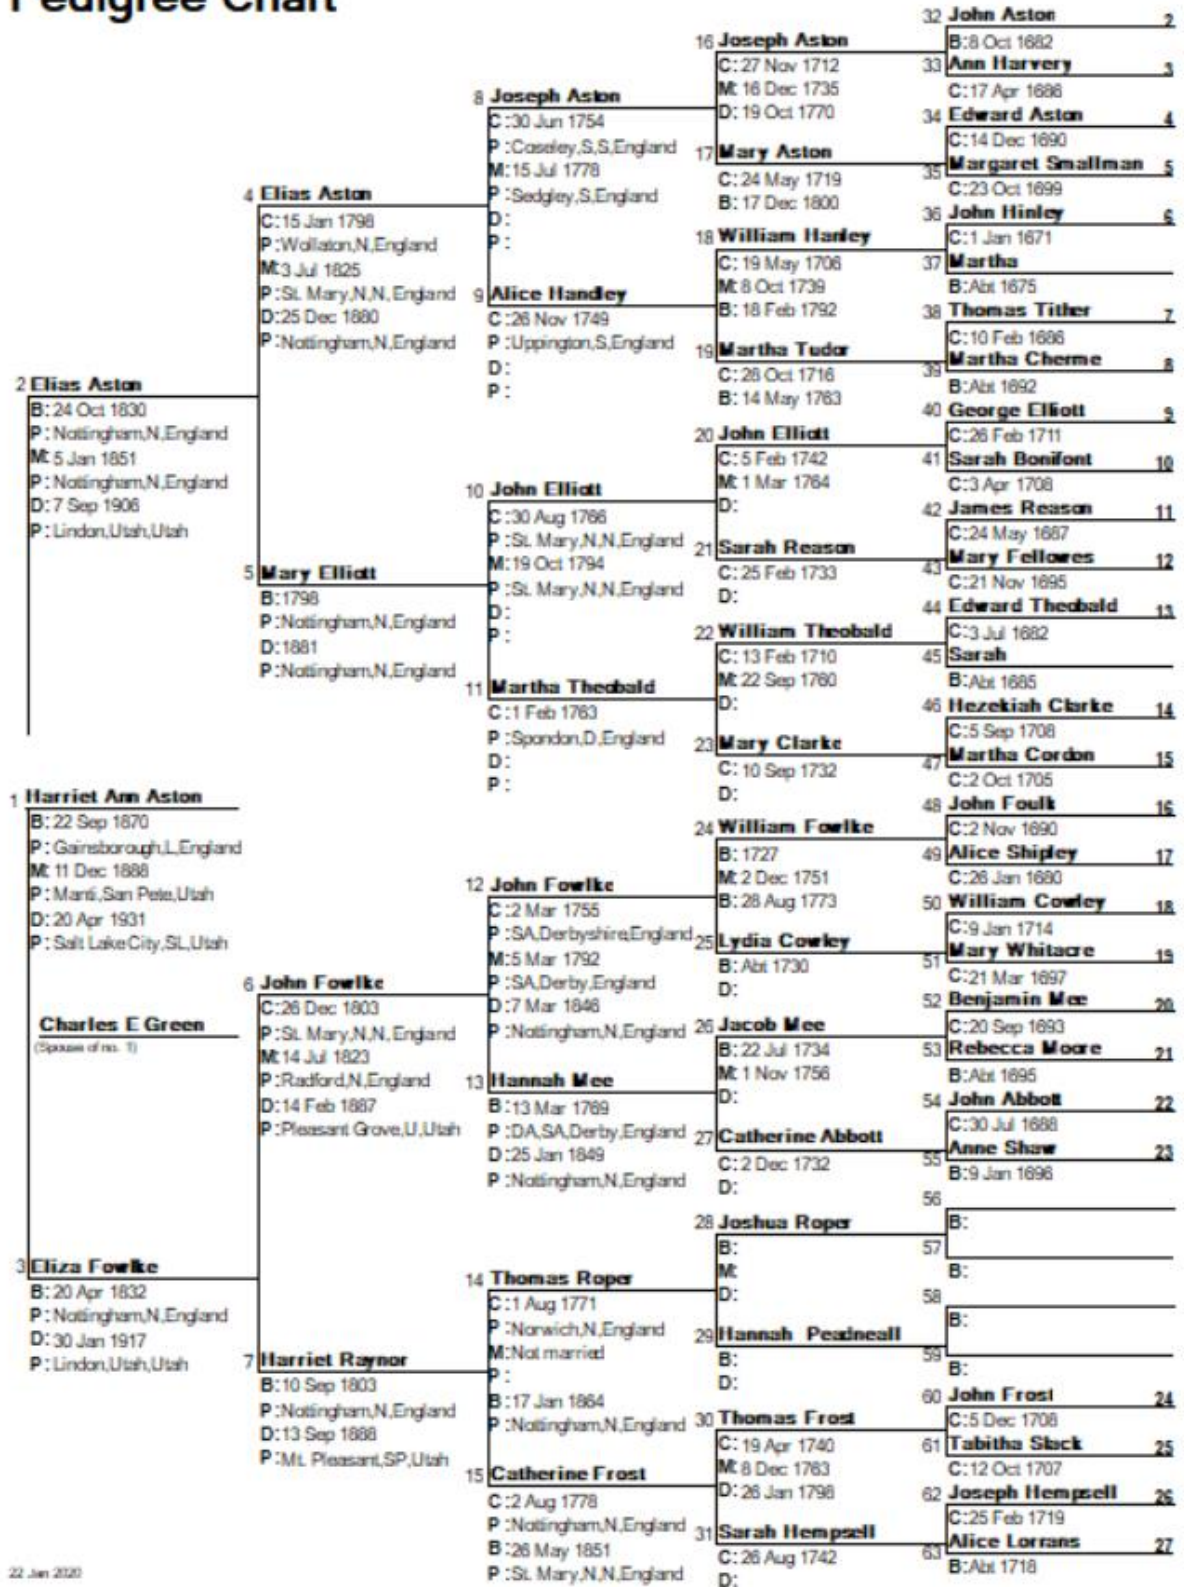 Pedigree Chart
2 Elias Aston
B: 24 Oct 1830
P: Nottingham,N,England
M: 5 Jan 1851
P: Nottingham,N,England
D: 7 Sep 1906
P: Lindon,Utah,Utah
1 Harriet Ann Aston
B: 22 Sep 1870
P: Gainsborough,L,England
M: 11 Dec 1888
P: Manti,San Pete,Utah
D: 20 Apr 1931
P: Salt Lake City,SL,Utah
Charles E Green
(Spouse of no. 1)
3 Eliza Fowlke
B: 20 Apr 1832
P: Nottingham,N,England
D: 30 Jan 1917
P: Lindon,Utah,Utah
22 Jan 2020
4 Elias Aston
C: 15 Jan 1798
P: Wollaton,N,England
M: 3 Jul 1825
P: St. Mary,N,N, England
D: 25 Dec 1880
P: Nottingham,N,England
5 Mary Elliott
B: 1798
P: Nottingham,N,England
D: 1881
P: Nottingham,N,England
6 John Fowlke
C: 26 Dec 1803
P: St. Mary,N,N,England
M: 14 Jul 1823
P: Radford,N,England
D: 14 Feb 1887
P: Pleasant Grove,U,Utah
7 Harriet Raynor
B: 10 Sep 1803
P: Nottingham,N,England
D: 13 Sep 1888
P: Mt. Pleasant,SP,Utah
8 Joseph Aston
C: 30 Jun 1754
P: Coseley,S,S,England
M: 15 Jul 1778
P: Sedgley,S,England
D:
P:
9 Alice Handley
C: 26 Nov 1749
P: Uppington,S,England
D:
P:
10 John Elliott
C: 30 Aug 1766
P: St. Mary,N,N,England
M: 19 Oct 1794
P: St. Mary,N,N,England
D:
P:
11 Martha Theobald
C: 1 Feb 1763
P: Spondon,D,England
D:
P:
12 John Fowlke
C: 2 Mar 1755
P: SA,Derbyshire,England
M: 5 Mar 1792
P: SA,Derby,England
D: 7 Mar 1846
P: Nottingham,N,England
13 Hannah Mee
B: 13 Mar 1769
P: DA,SA,Derby,England
D: 25 Jan 1849
P: Nottingham,N,England
14 Thomas Roper
C: 1 Aug 1771
P: Norwich,N,England
M: Not married
P:
B: 17 Jan 1864
P: Nottingham,N,England
15 Catherine Frost
C: 2 Aug 1778
P: Nottingham,N,England
B: 26 May 1851
P: St. Mary,N,N,England
16 Joseph Aston
C: 27 Nov 1712
M: 16 Dec 1735
D: 19 Oct 1770
17 Mary Aston
C: 24 May 1719
B: 17 Dec 1800
18 William Hanley
C: 19 May 1706
M: 8 Oct 1739
B: 18 Feb 1792
19 Martha Tudor
C: 28 Oct 1716
B: 14 May 1763
20 John Elliott
C: 5 Feb 1742
M: 1 Mar 1764
D:
21 Sarah Reason
C: 25 Feb 1733
D:
22 William Theobald
C: 13 Feb 1710
M: 22 Sep 1760
D:
23 Mary Clarke
C: 10 Sep 1732
D:
24 William Fowlke
B: 1727
M: 2 Dec 1751
B: 28 Aug 1773
25 Lydia Cowley
B: Abt 1730
D:
26 Jacob Mee
B: 22 Jul 1734
M: 1 Nov 1756
D:
27 Catherine Abbott
C: 2 Dec 1732
D:
28 Joshua Roper
B:
M:
D:
29 Hannah Peadneall
B:
D:
30 Thomas Frost
C: 19 Apr 1740
M: 8 Dec 1763
D: 26 Jan 1798
31 Sarah Hempsell
C: 26 Aug 1742
D:
32 John Aston 2
B: 8 Oct 1682
33 Ann Harvery 3
C: 17 Apr 1686
34 Edward Aston 4
C: 14 Dec 1690
35 Margaret Smallman 5
C: 23 Oct 1699
36 John Hinley 6
C: 1 Jan 1671
37 Martha
B: Abt 1675
38 Thomas Tither 7
C: 10 Feb 1686
39 Martha Cherme 8
B: Abt 1692
40 George Elliott 9
C: 26 Feb 1711
41 Sarah Bonifont 10
C: 3 Apr 1708
42 James Reason 11
C: 24 May 1687
43 Mary Fellowes 12
C: 21 Nov 1695
44 Edward Theobald 13
C: 3 Jul 1682
45 Sarah
B: Abt 1685
46 Hezekiah Clarke 14
C: 5 Sep 1708
47 Martha Cordon 15
C: 2 Oct 1705
48 John Foulk 16
C: 2 Nov 1690
49 Alice Shipley 17
C: 26 Jan 1680
50 William Cowley 18
C: 9 Jan 1714
51 Mary Whitacre 19
C: 21 Mar 1697
52 Benjamin Mee 20
C: 20 Sep 1693
53 Rebecca Moore 21
B: Abt 1695
54 John Abbott 22
C: 30 Jul 1688
55 Anne Shaw 23
B: 9 Jan 1696
56
B:
57
B:
58
B:
59
B:
60 John Frost 24
C: 5 Dec 1708
61 Tabitha Slack 25
C: 12 Oct 1707
62 Joseph Hempsell 26
C: 25 Feb 1719
63 Alice Lorrans 27
B: Abt 1718